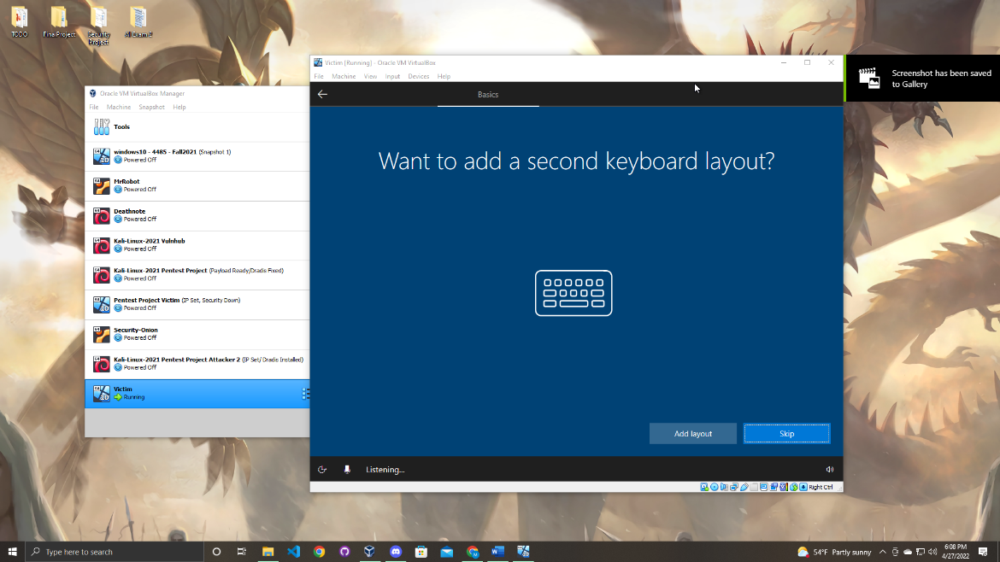 TODO
Final Project
Security
Project
Victim [Running] - Oracle VM VirtualBox
File Machine View Input Devices Help
Basics
Want to add a second keyboard layout?
Add layout
Skip
Listening...
Right Ctrl
Screenshot has been saved
to Gallery
Oracle VM VirtualBox Manager
File Machine Snapshot Help
Tools
windows10 - 4485 - Fall2021 (Snapshot 1)
Powered Off
MrRobot
Powered Off
Deathnote
Powered Off
Kali-Linux-2021 Vulnhub
Powered Off
Kali-Linux-2021 Pentest Project (Payload Ready/Dradis Fixed)
Powered Off
Pentest Project Victim (IP Set, Security Down)
Powered Off
Security-Onion
Powered Off
Kali-Linux-2021 Pentest Project Attacker 2 (IP Set/ Dradis Installed)
Powered Off
Victim
Running
Type here to search
54°F Partly sunny
6:08 PM
4/27/2022